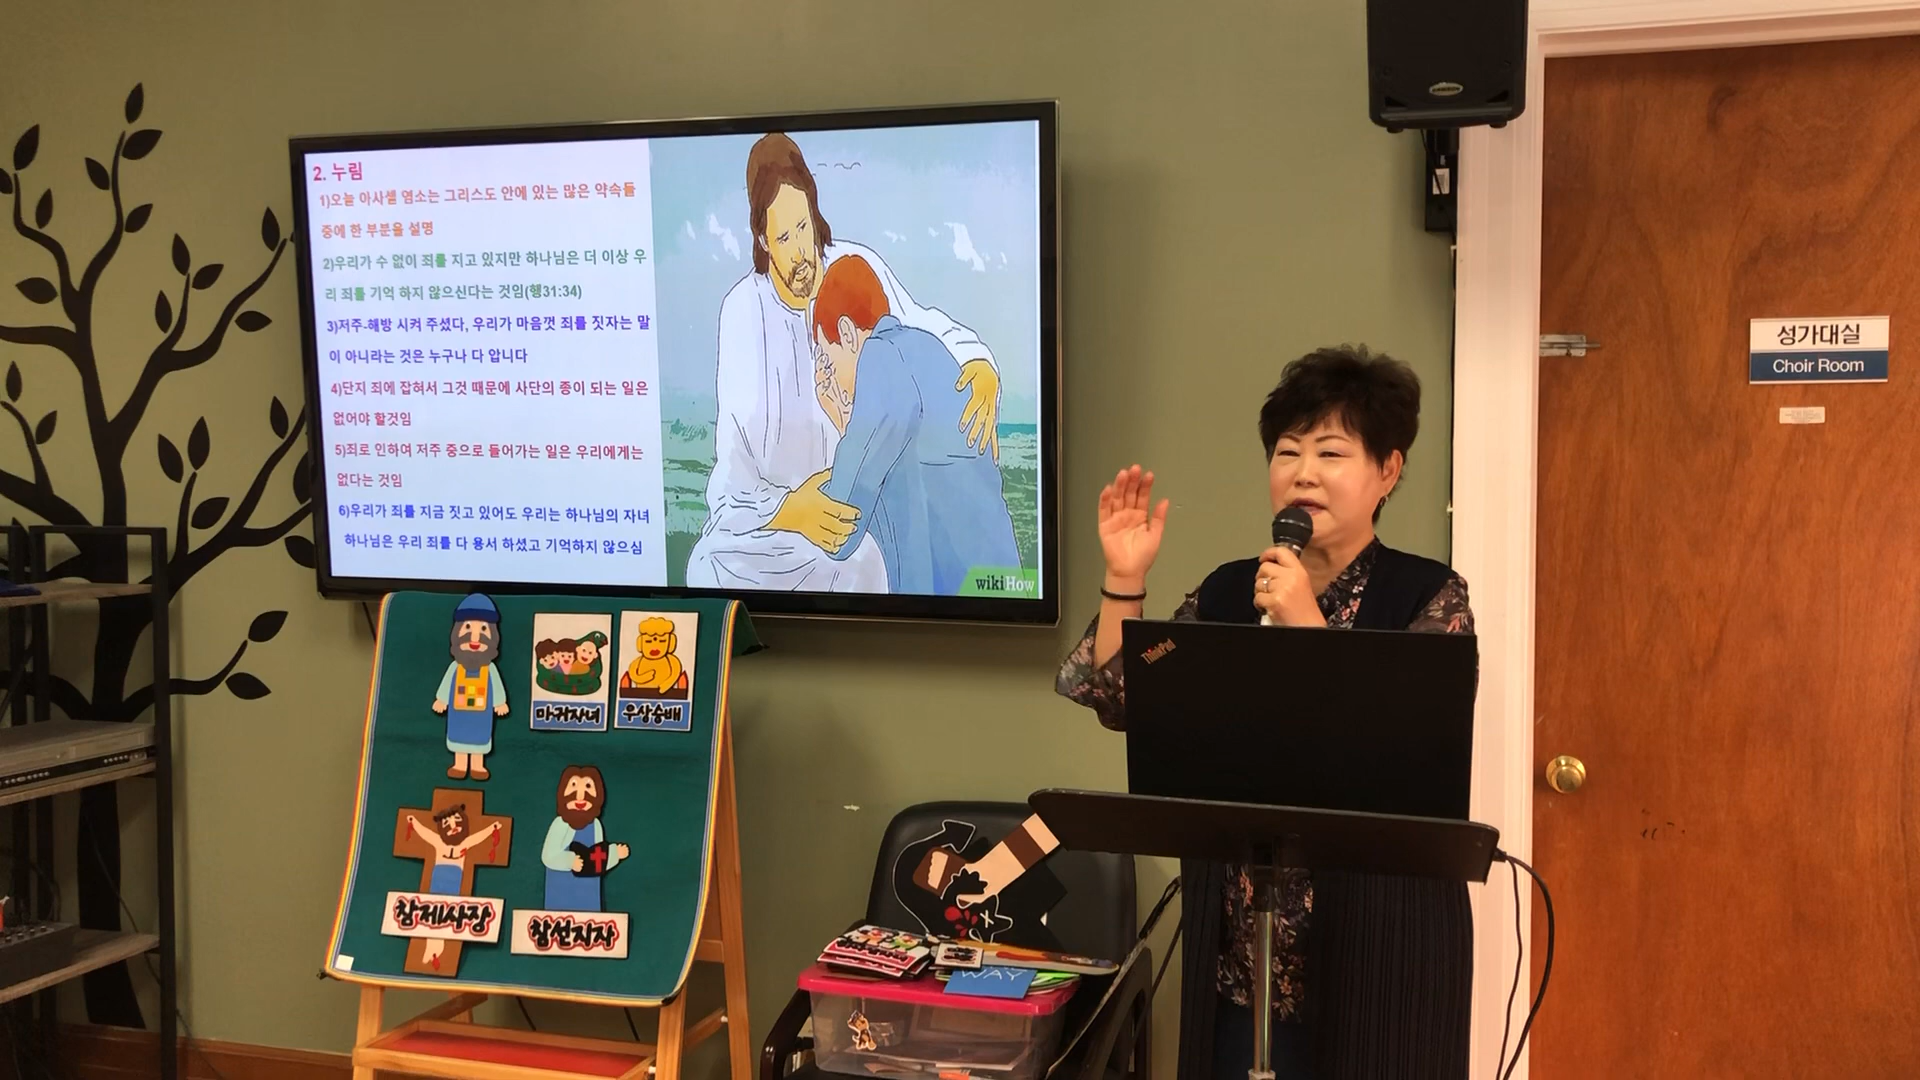 2. 누림
1)오늘 아사셀 염소는 그리스도 안에 있는 많은 약속들
중에 한 부분을 설명
2)우리가 수 없이 죄를 지고 있지만 하나님은 더 이상 우
리 죄를 기억 하지 않으신다는 것임(행31:34)
3)저주-해방 시켜 주셨다, 우리가 마음껏 죄를 짓자는 말
이 아니라는 것은 누구나 다 압니다
4)단지 죄에 잡혀서 그것 때문에 사단의 종이 되는 일은
없어야 할것임
5)죄로 인하여 저주 중으로 들어가는 일은 우리에게는
없다는 것임
6)우리가 죄를 지금 짓고 있어도 우리는 하나님의 자녀
하나님은 우리 죄를 다 용서 하셨고 기억하지 않으심
wikiHow
SAMSON
성가대실
Choir Room
ThinkPad
마귀자녀
우상숭배
참제사장
참선지자
WAY